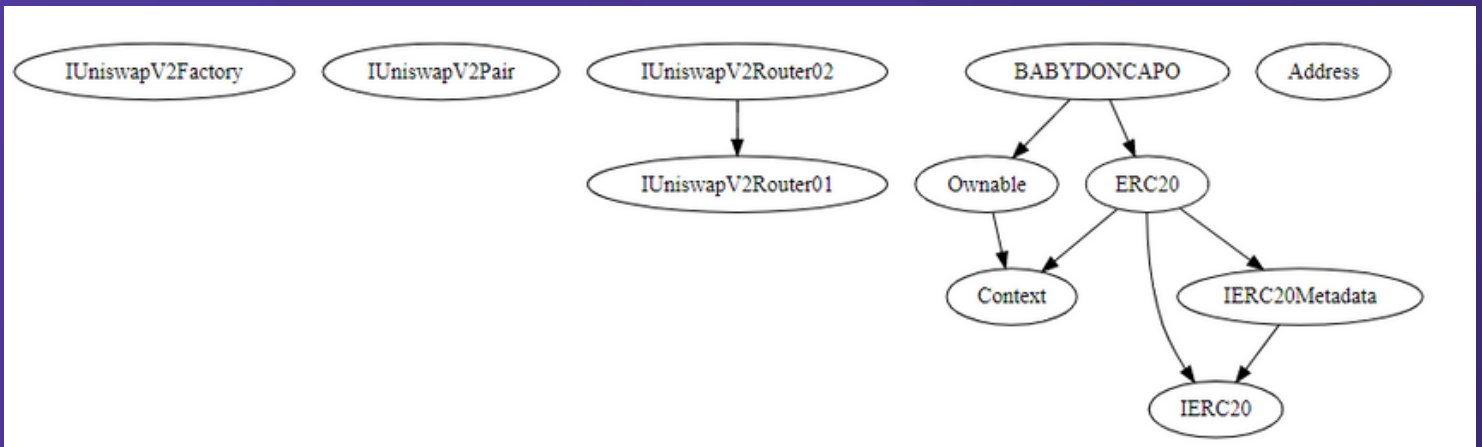 IUniswapV2Factory
IUniswapV2Pair
IUniswapV2Router02
BABYDONCAPO
Address
IUniswapV2Router01
Ownable
ERC20
Context
IERC20Metadata
IERC20